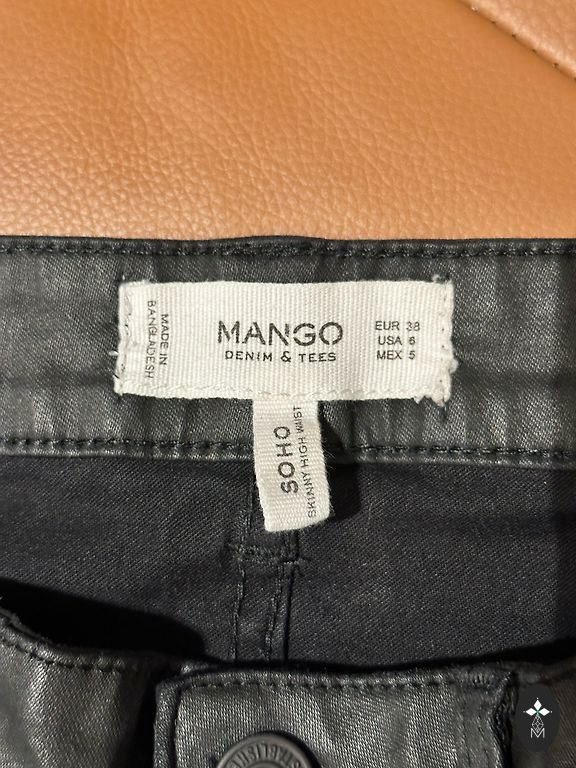 MADE IN
BANGLADESH
MANGO
DENIM & TEES
EUR 38
USA 6
MEX 5
SOHO
SKINNY HIGH WAIST
M